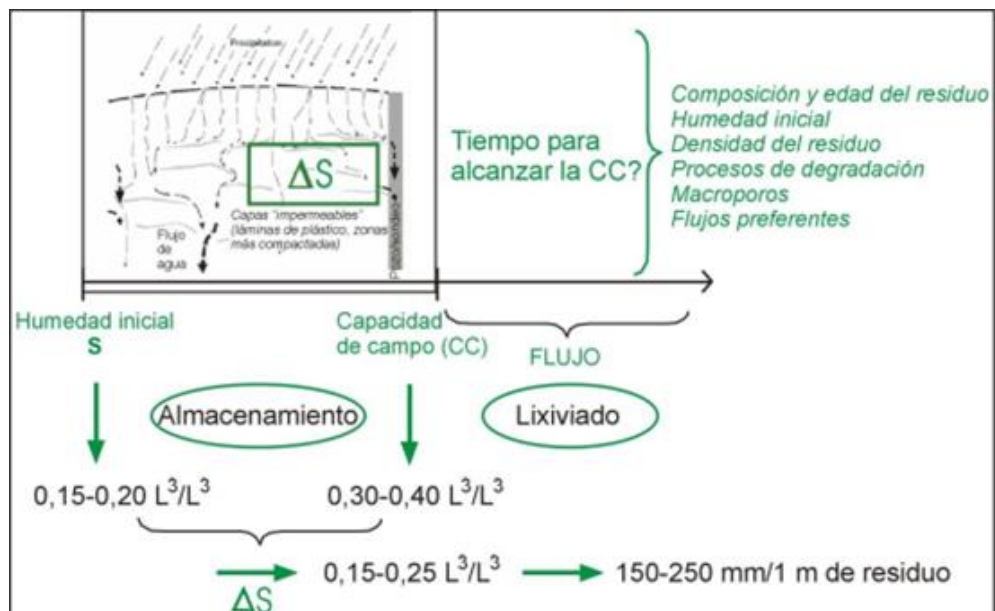 Precipitation
Composición y edad del residuo
Humedad inicial
Densidad del residuo
Procesos de degradación
Macroporos
Flujos preferentes
Tiempo para
alcanzar la CC?
ΔS
Capas "impermeables"
(láminas de plástico, zonas
más compactadas)
Flujo
de
agua
Humedad inicial
S
Capacidad
de campo (CC)
FLUJO
Almacenamiento
Lixiviado
0,15-0,20 L³/L³
0,30-0,40 L³/L³
ΔS
0,15-0,25 L³/L³
150-250 mm/1 m de residuo